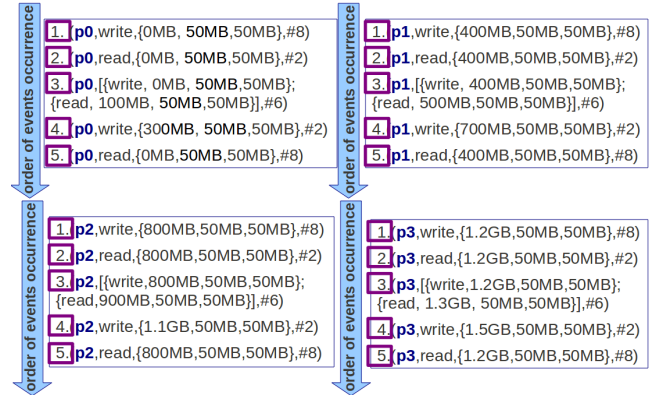 order of events occurrence
1. (p0,write,{0MB, 50MB,50MB},#8)
2. (p0,read,{0MB, 50MB,50MB},#2)
3. (p0,[{write, 0MB, 50MB,50MB};
{read, 100MB, 50MB,50MB}],#6)
4. (p0,write,{300MB, 50MB,50MB},#2)
5. (p0,read,{0MB,50MB,50MB},#8)
order of events occurrence
1. (p1,write,{400MB,50MB,50MB},#8)
2. (p1,read,{400MB,50MB,50MB},#2)
3. (p1,[{write, 400MB,50MB,50MB};
{read, 500MB,50MB,50MB}],#6)
4. (p1,write,{700MB,50MB,50MB},#2)
5. (p1,read,{400MB,50MB,50MB},#8)
order of events occurrence
1. (p2,write,{800MB,50MB,50MB},#8)
2. (p2,read,{800MB,50MB,50MB},#2)
3. (p2,[{write,800MB,50MB,50MB};
{read,900MB,50MB,50MB}],#6)
4. (p2,write,{1.1GB,50MB,50MB},#2)
5. (p2,read,{800MB,50MB,50MB},#8)
order of events occurrence
1. (p3,write,{1.2GB,50MB,50MB},#8)
2. (p3,read,{1.2GB,50MB,50MB},#2)
3. (p3,[{write,1.2GB,50MB,50MB};
{read, 1.3GB, 50MB,50MB}],#6)
4. (p3,write,{1.5GB,50MB,50MB},#2)
5. (p3,read,{1.2GB,50MB,50MB},#8)